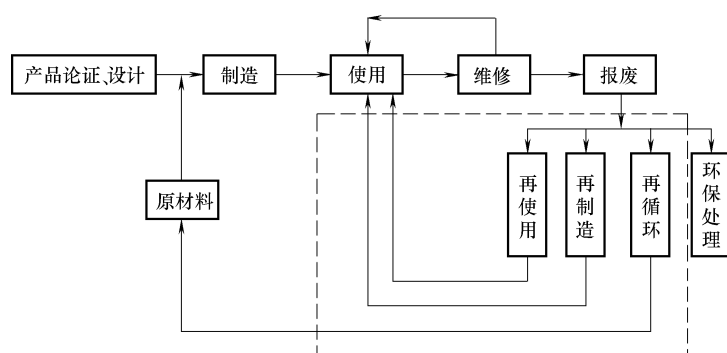 产品论证、设计
制造
使用
维修
报废
原材料
再使用
再制造
再循环
环保处理